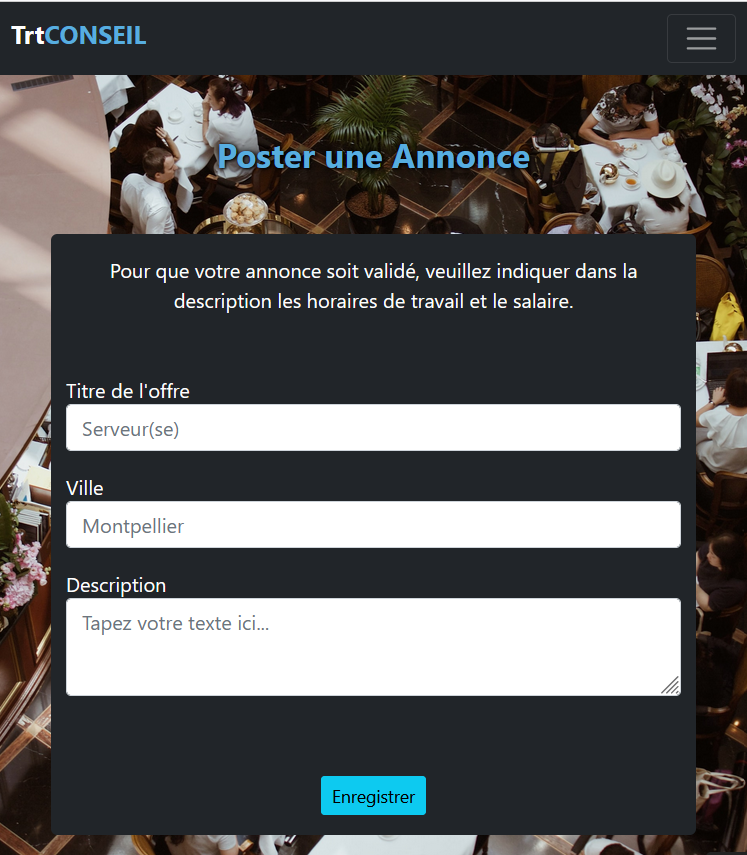 TrtCONSEIL
Poster une Annonce
Pour que votre annonce soit validé, veuillez indiquer dans la
description les horaires de travail et le salaire.
Titre de l'offre
Serveur(se)
Ville
Montpellier
Description
Tapez votre texte ici...
Enregistrer